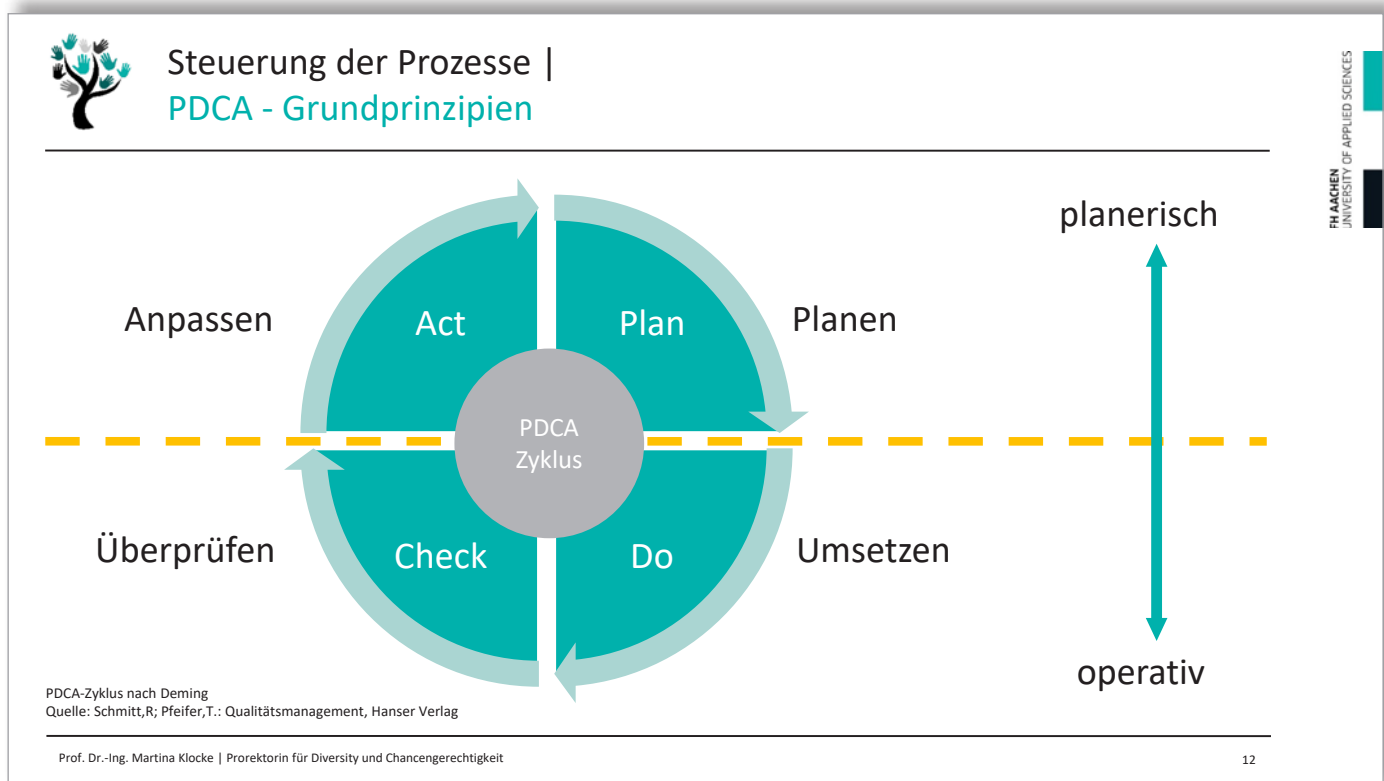 Steuerung der Prozesse |
PDCA - Grundprinzipien
FH AACHEN
UNIVERSITY OF APPLIED SCIENCES
planerisch
Anpassen
Act
Plan
Planen
PDCA
Zyklus
Überprüfen
Check
Do
Umsetzen
operativ
PDCA-Zyklus nach Deming
Quelle: Schmitt,R; Pfeifer,T.: Qualitätsmanagement, Hanser Verlag
Prof. Dr.-Ing. Martina Klocke | Prorektorin für Diversity und Chancengerechtigkeit
12